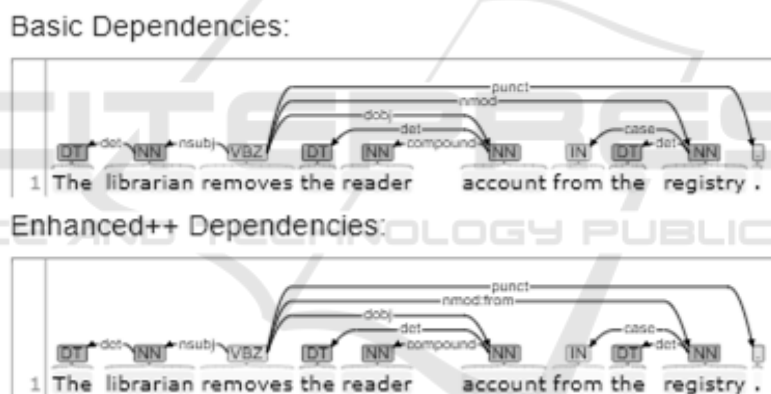 Basic Dependencies:
punct
nmod
dobj
det compound case
det nsubj det
DT NN VBZ DT NN NN IN DT NN .
1 The librarian removes the reader account from the registry .
Enhanced++ Dependencies:
punct
nmod:from
dobj
det compound case
det nsubj det
DT NN VBZ DT NN NN IN DT NN .
1 The librarian removes the reader account from the registry .